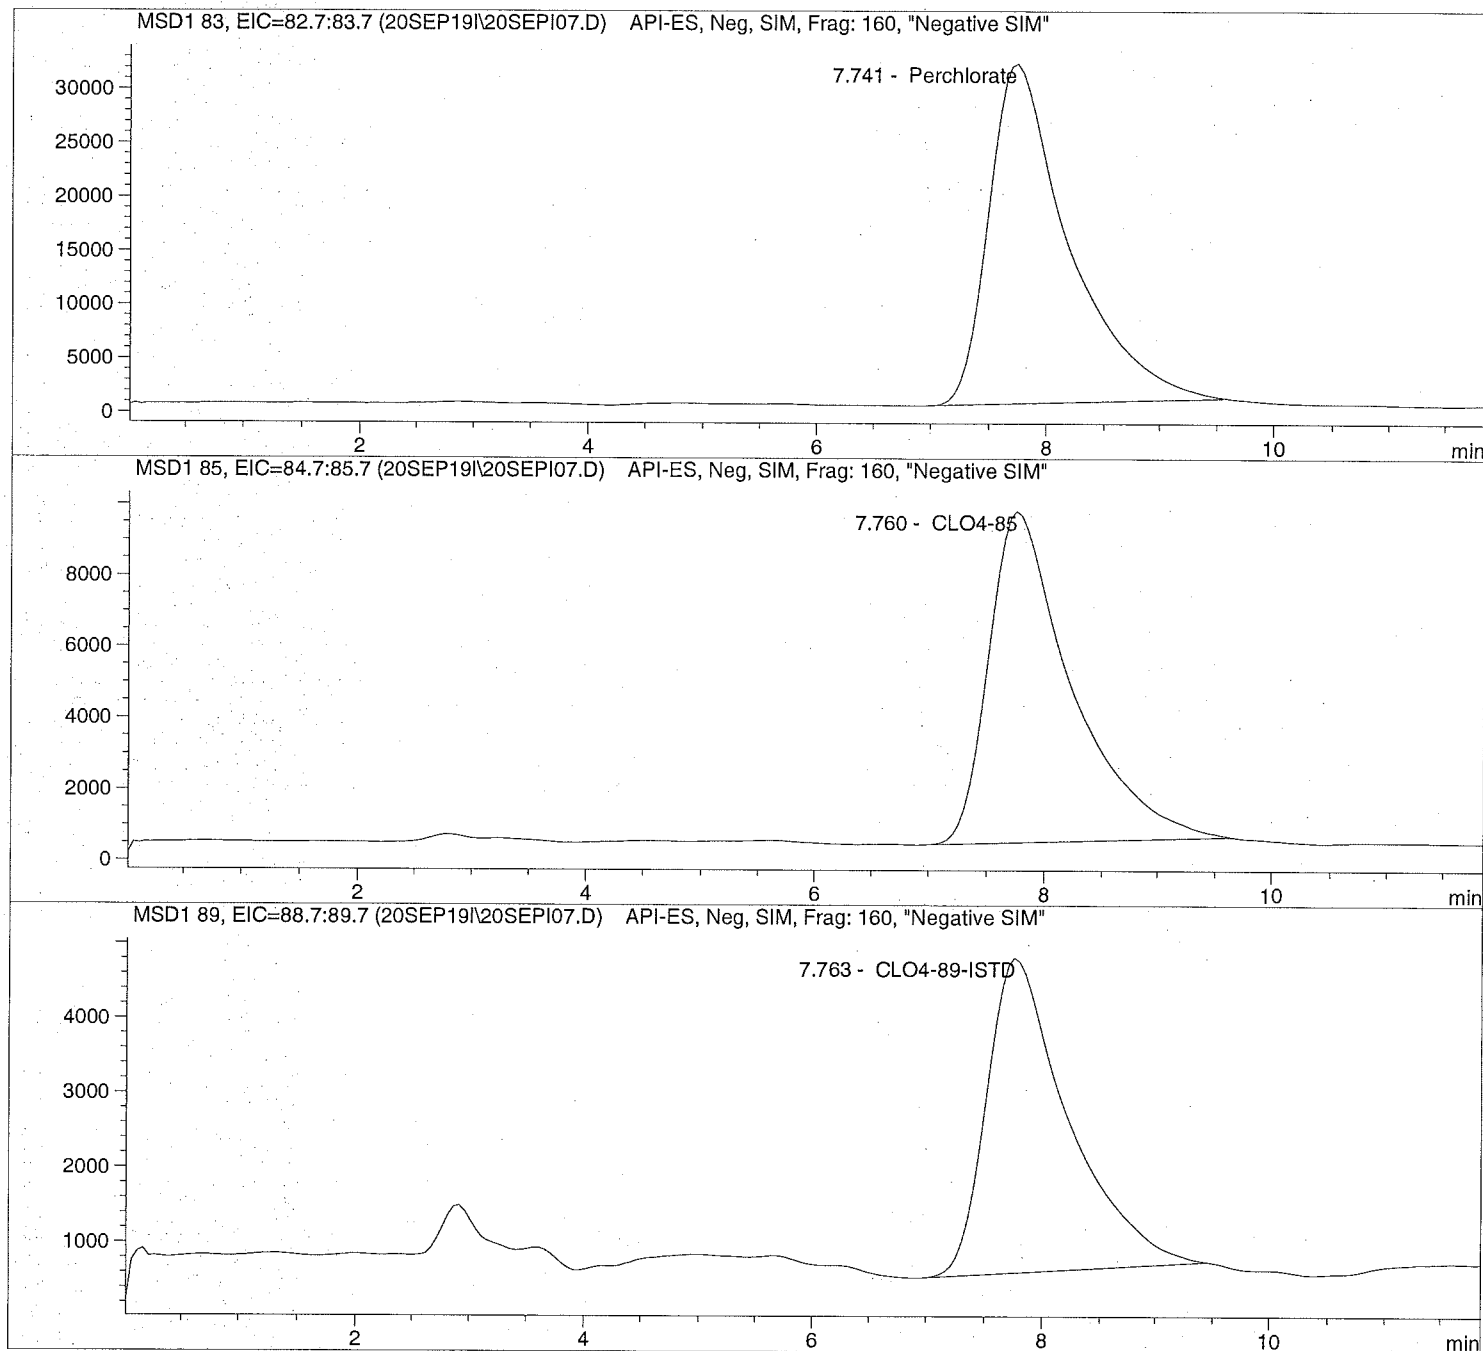 MSD1 83, EIC=82.7:83.7 (20SEP19I\20SEPI07.D) API-ES, Neg, SIM, Frag: 160, "Negative SIM"
7.741 - Perchlorate
30000
25000
20000
15000
10000
5000
0
2 4 6 8 10 min
MSD1 85, EIC=84.7:85.7 (20SEP19I\20SEPI07.D) API-ES, Neg, SIM, Frag: 160, "Negative SIM"
7.760 - CLO4-85
8000
6000
4000
2000
0
2 4 6 8 10 min
MSD1 89, EIC=88.7:89.7 (20SEP19I\20SEPI07.D) API-ES, Neg, SIM, Frag: 160, "Negative SIM"
7.763 - CLO4-89-ISTD
4000
3000
2000
1000
2 4 6 8 10 min